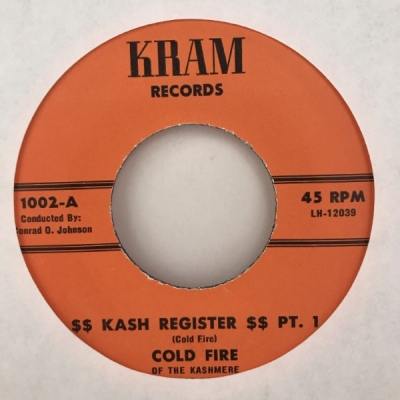 KRAM
RECORDS
1002-A
45 RPM
Conducted By:
LH-12039
onrad O. Johnson
$$ KASH REGISTER $$ PT. 1
(Cold Fire)
COLD FIRE
OF THE KASHMERE